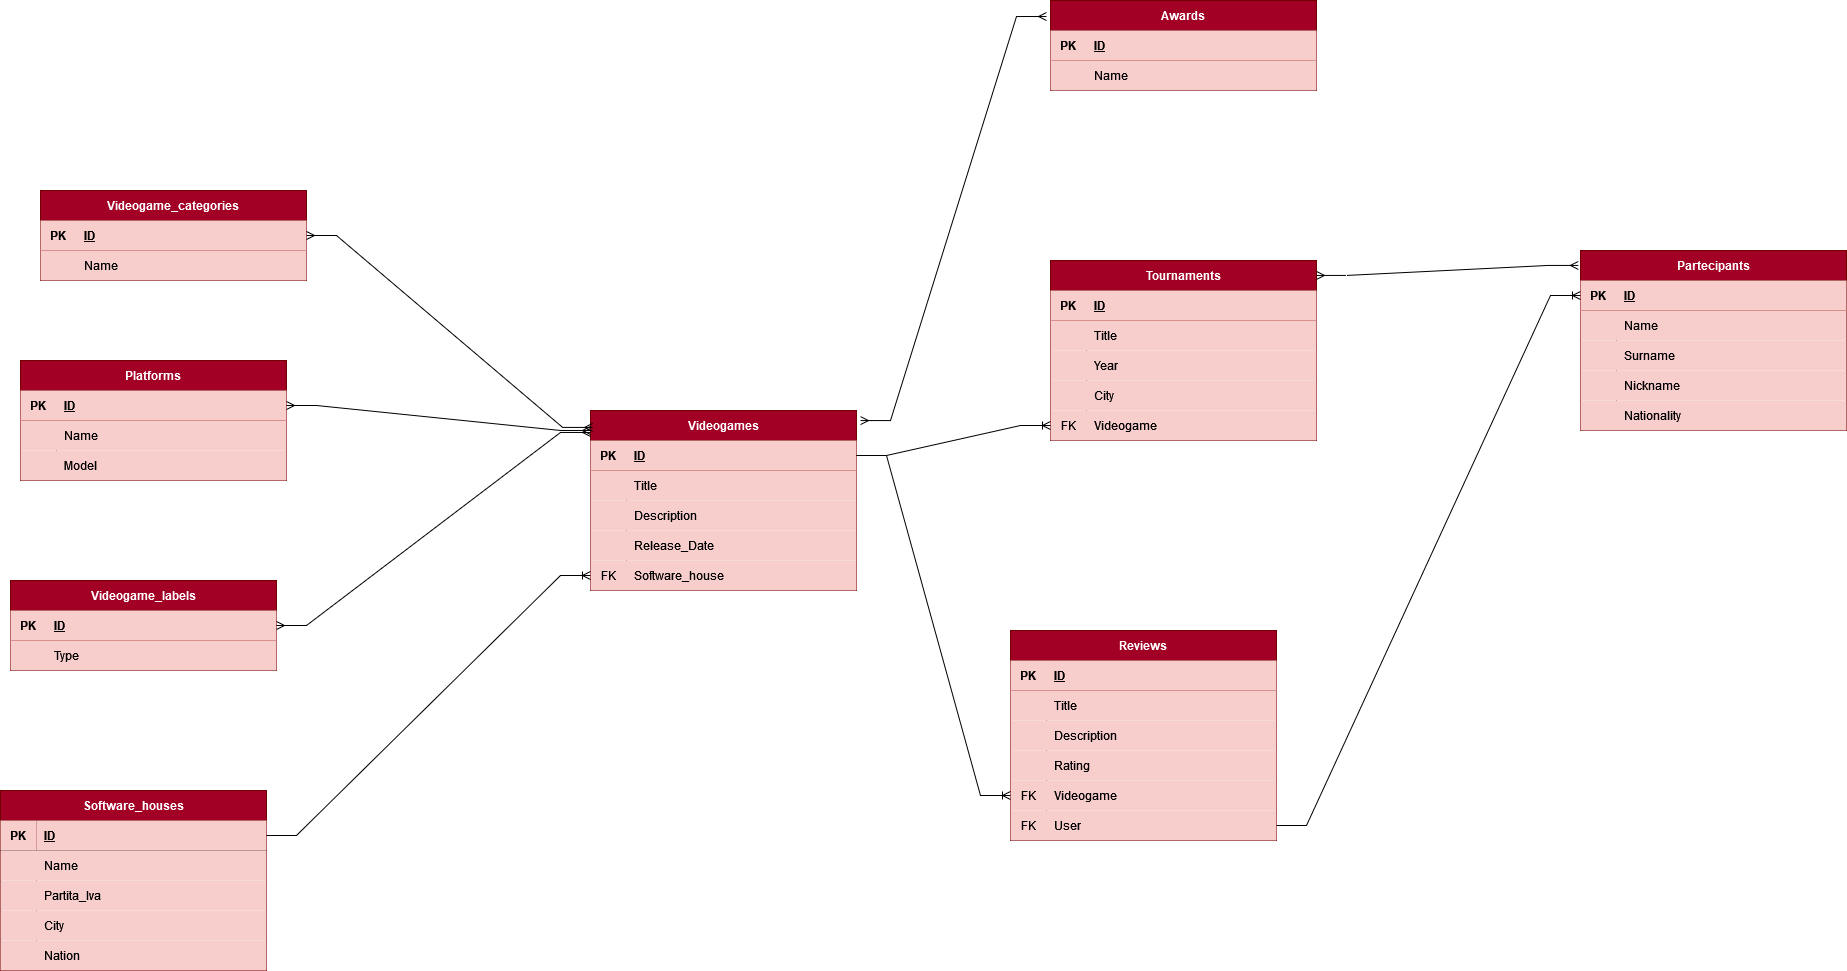 Awards
PK ID
Name
Videogame_categories
PK ID
Name
Platforms
PK ID
Name
Model
Videogame_labels
PK ID
Type
Software_houses
PK ID
Name
Partita_Iva
City
Nation
Videogames
PK ID
Title
Description
Release_Date
FK Software_house
Tournaments
PK ID
Title
Year
City
FK Videogame
Reviews
PK ID
Title
Description
Rating
FK Videogame
FK User
Partecipants
PK ID
Name
Surname
Nickname
Nationality